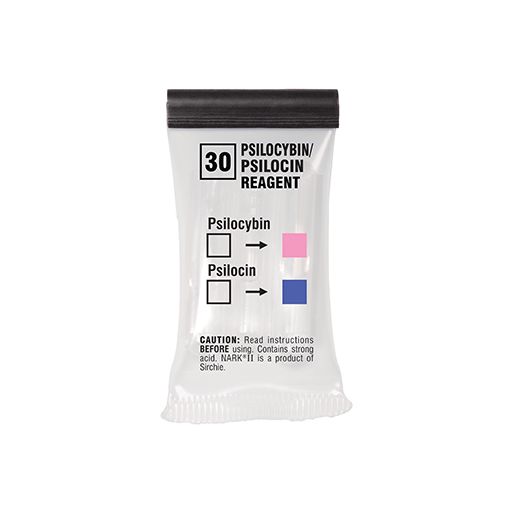 30
PSILOCYBIN/
PSILOCIN
REAGENT
Psilocybin
Psilocin
CAUTION: Read instructions
BEFORE using. Contains strong
acid. NARK®II is a product of
Sirchie.